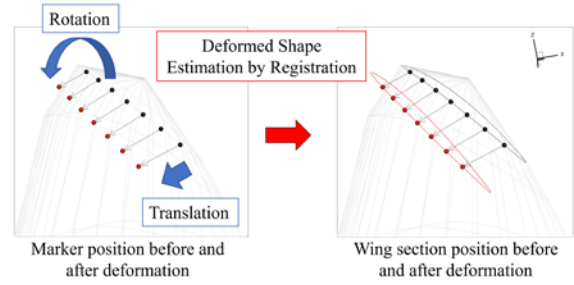 Rotation
Deformed Shape
Estimation by Registration
Translation
z
x
Marker position before and
after deformation
Wing section position before
and after deformation